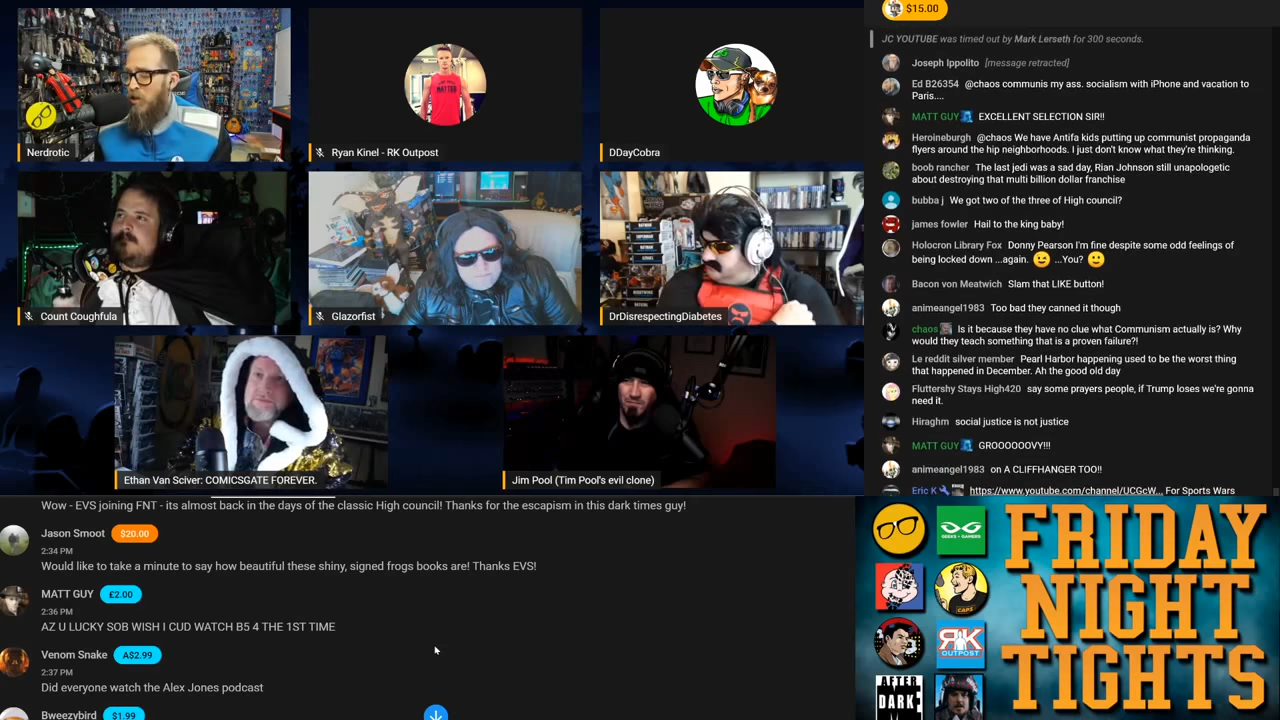 Nerdrotic
Ryan Kinel - RK Outpost
MATTER
DDayCobra
Count Coughfula
Glazorfist
DrDisrespectingDiabetes
Ethan Van Sciver: COMICSGATE FOREVER.
Jim Pool (Tim Pool's evil clone)
$15.00
JC YOUTUBE was timed out by Mark Lerseth for 300 seconds.
Joseph Ippolito [message retracted]
Ed B26354 @chaos communis my ass. socialism with iPhone and vacation to
Paris....
MATT GUY EXCELLENT SELECTION SIR!!
Heroineburgh @chaos We have Antifa kids putting up communist propaganda
flyers around the hip neighborhoods. I just don't know what they're thinking.
boob rancher The last jedi was a sad day, Rian Johnson still unapologetic
about destroying that multi billion dollar franchise
bubba j We got two of the three of High council?
james fowler Hail to the king baby!
Holocron Library Fox Donny Pearson I'm fine despite some odd feelings of
being locked down ...again. 😉 ...You? 🙂
Bacon von Meatwich Slam that LIKE button!
animeangel1983 Too bad they canned it though
chaos Is it because they have no clue what Communism actually is? Why
would they teach something that is a proven failure?!
Le reddit silver member Pearl Harbor happening used to be the worst thing
that happened in December. Ah the good old day
Fluttershy Stays High420 say some prayers people, if Trump loses we're gonna
need it.
Hiraghm social justice is not justice
MATT GUY GROOOOOOVY!!!
animeangel1983 on A CLIFFHANGER TOO!!
Eric K https://www.youtube.com/channel/UCGcW... For Sports Wars
Wow - EVS joining FNT - its almost back in the days of the classic High council! Thanks for the escapism in this dark times guy!
Jason Smoot $20.00
2:34 PM
Would like to take a minute to say how beautiful these shiny, signed frogs books are! Thanks EVS!
MATT GUY £2.00
2:36 PM
AZ U LUCKY SOB WISH I CUD WATCH B5 4 THE 1ST TIME
Venom Snake A$2.99
2:37 PM
Did everyone watch the Alex Jones podcast
Bweezybird $1.99
GEEKS + GAMERS
CAPS
RK
OUTPOST
AFTER
DARK
FRIDAY
NIGHT
TIGHTS